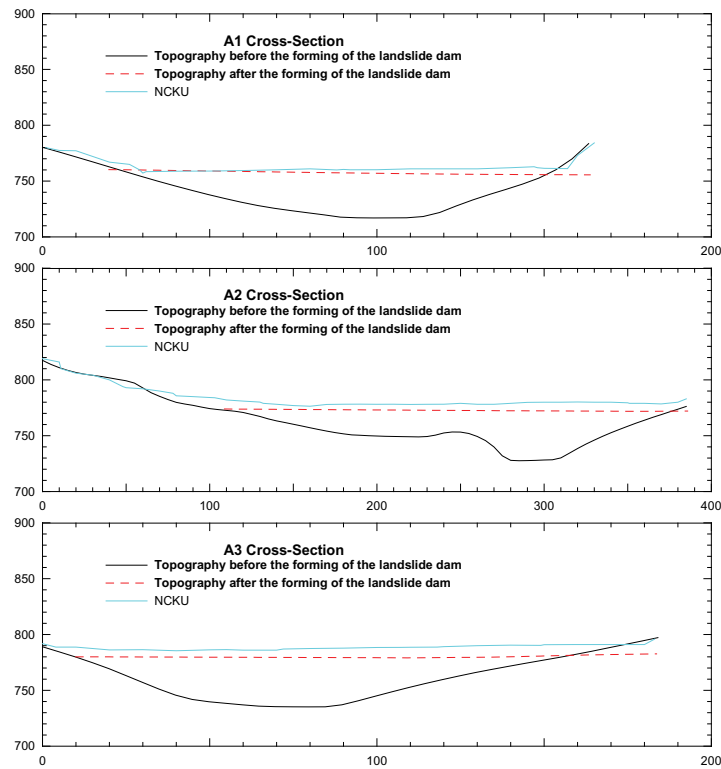 900
A1 Cross-Section
Topography before the forming of the landslide dam
Topography after the forming of the landslide dam
NCKU
850
800
750
700
0 100 200
900
A2 Cross-Section
Topography before the forming of the landslide dam
Topography after the forming of the landslide dam
NCKU
850
800
750
700
0 100 200 300 400
900
A3 Cross-Section
Topography before the forming of the landslide dam
Topography after the forming of the landslide dam
NCKU
850
800
750
700
0 100 200